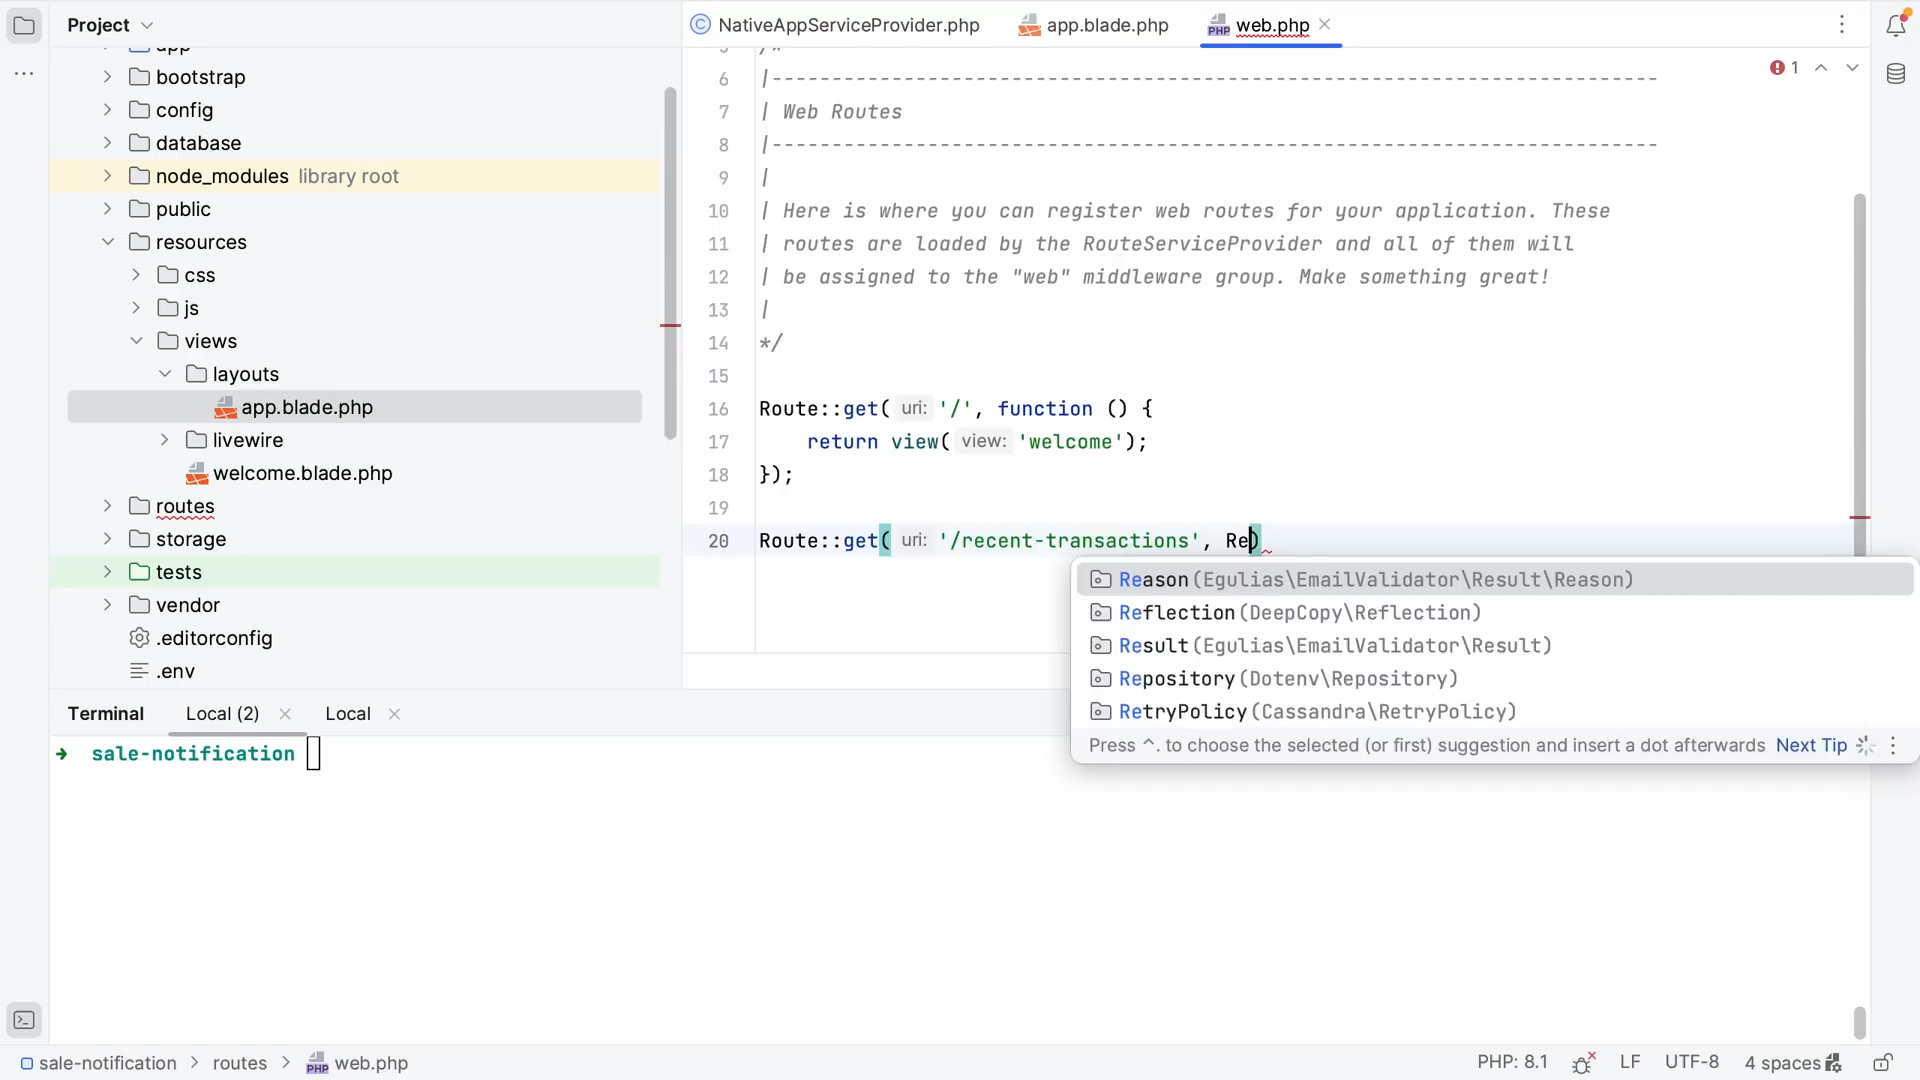 Project
NativeAppServiceProvider.php
app.blade.php
web.php
app
bootstrap
config
database
node_modules library root
public
resources
css
js
views
layouts
app.blade.php
livewire
welcome.blade.php
routes
storage
tests
vendor
.editorconfig
.env
1
5 /*
6 |--------------------------------------------------------------------------
7 | Web Routes
8 |--------------------------------------------------------------------------
9 |
10 | Here is where you can register web routes for your application. These
11 | routes are loaded by the RouteServiceProvider and all of them will
12 | be assigned to the "web" middleware group. Make something great!
13 |
14 */
15
16 Route::get( uri: '/', function () {
17 return view( view: 'welcome');
18 });
19
20 Route::get( uri: '/recent-transactions', Re)
Reason(Egulias\EmailValidator\Result\Reason)
Reflection(DeepCopy\Reflection)
Result(Egulias\EmailValidator\Result)
Repository(Dotenv\Repository)
RetryPolicy(Cassandra\RetryPolicy)
Press ^. to choose the selected (or first) suggestion and insert a dot afterwards Next Tip
Terminal Local (2) Local
➜ sale-notification
sale-notification > routes > web.php
PHP: 8.1 LF UTF-8 4 spaces